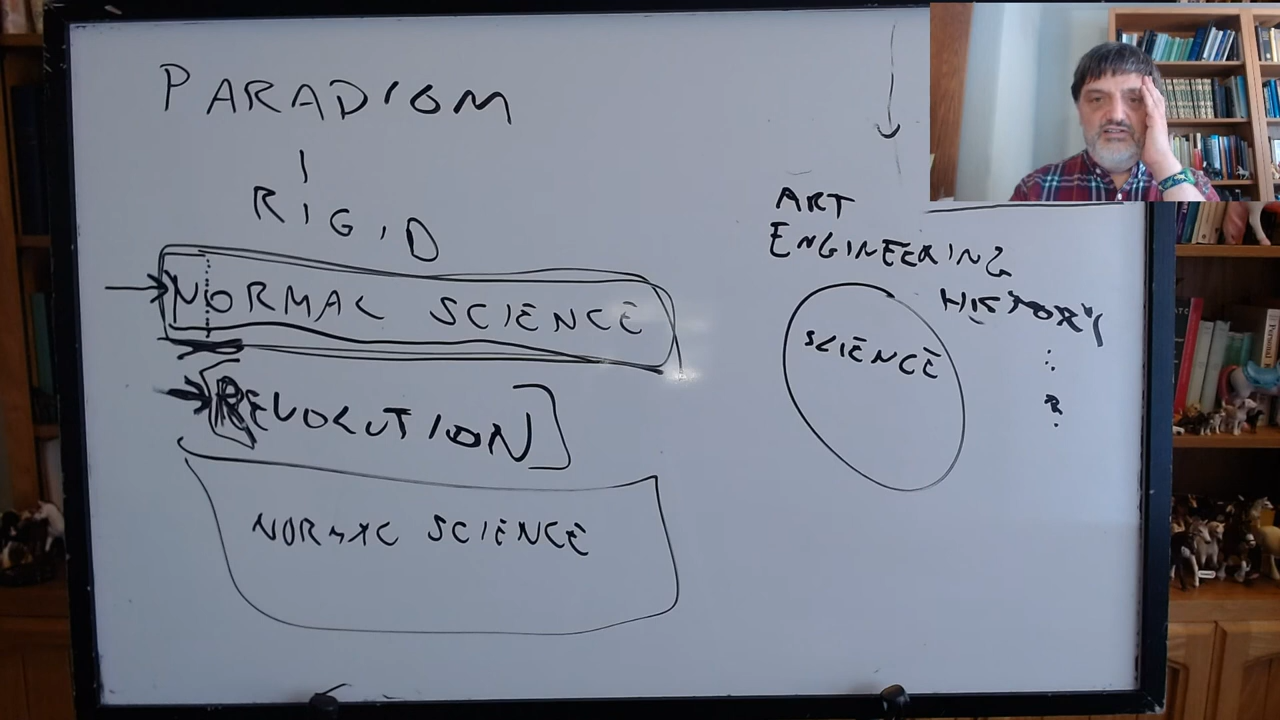 PARADIGM
RIGID
NORMAL SCIENCE
REVOLUTION
NORMAL SCIENCE
ART
ENGINEERING
HISTORY
SCIENCE
?